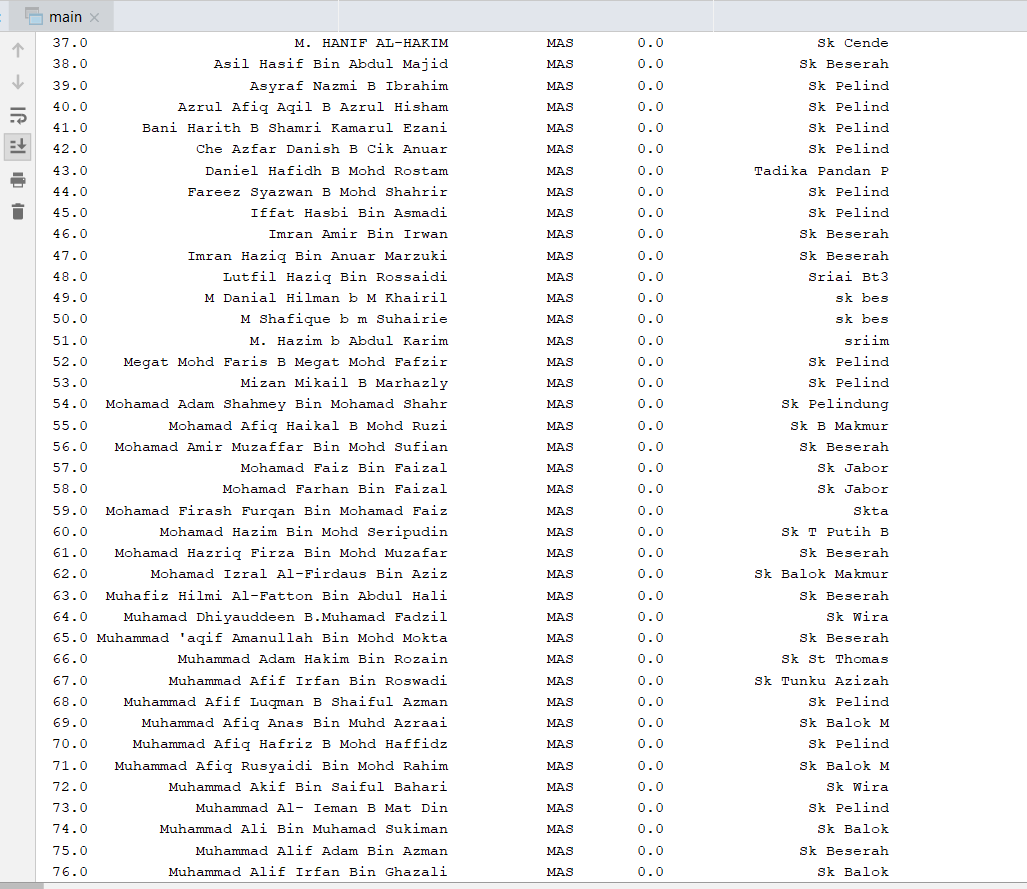 main
37.0 M. HANIF AL-HAKIM MAS 0.0 Sk Cende
38.0 Asil Hasif Bin Abdul Majid MAS 0.0 Sk Beserah
39.0 Asyraf Nazmi B Ibrahim MAS 0.0 Sk Pelind
40.0 Azrul Afiq Aqil B Azrul Hisham MAS 0.0 Sk Pelind
41.0 Bani Harith B Shamri Kamarul Ezani MAS 0.0 Sk Pelind
42.0 Che Azfar Danish B Cik Anuar MAS 0.0 Sk Pelind
43.0 Daniel Hafidh B Mohd Rostam MAS 0.0 Tadika Pandan P
44.0 Fareez Syazwan B Mohd Shahrir MAS 0.0 Sk Pelind
45.0 Iffat Hasbi Bin Asmadi MAS 0.0 Sk Pelind
46.0 Imran Amir Bin Irwan MAS 0.0 Sk Beserah
47.0 Imran Haziq Bin Anuar Marzuki MAS 0.0 Sk Beserah
48.0 Lutfil Haziq Bin Rossaidi MAS 0.0 Sriai Bt3
49.0 M Danial Hilman b M Khairil MAS 0.0 sk bes
50.0 M Shafique b m Suhairie MAS 0.0 sk bes
51.0 M. Hazim b Abdul Karim MAS 0.0 sriim
52.0 Megat Mohd Faris B Megat Mohd Fafzir MAS 0.0 Sk Pelind
53.0 Mizan Mikail B Marhazly MAS 0.0 Sk Pelind
54.0 Mohamad Adam Shahmey Bin Mohamad Shahr MAS 0.0 Sk Pelindung
55.0 Mohamad Afiq Haikal B Mohd Ruzi MAS 0.0 Sk B Makmur
56.0 Mohamad Amir Muzaffar Bin Mohd Sufian MAS 0.0 Sk Beserah
57.0 Mohamad Faiz Bin Faizal MAS 0.0 Sk Jabor
58.0 Mohamad Farhan Bin Faizal MAS 0.0 Sk Jabor
59.0 Mohamad Firash Furqan Bin Mohamad Faiz MAS 0.0 Skta
60.0 Mohamad Hazim Bin Mohd Seripudin MAS 0.0 Sk T Putih B
61.0 Mohamad Hazriq Firza Bin Mohd Muzafar MAS 0.0 Sk Beserah
62.0 Mohamad Izral Al-Firdaus Bin Aziz MAS 0.0 Sk Balok Makmur
63.0 Muhafiz Hilmi Al-Fatton Bin Abdul Hali MAS 0.0 Sk Beserah
64.0 Muhamad Dhiyauddeen B.Muhamad Fadzil MAS 0.0 Sk Wira
65.0 Muhammad 'aqif Amanullah Bin Mohd Mokta MAS 0.0 Sk Beserah
66.0 Muhammad Adam Hakim Bin Rozain MAS 0.0 Sk St Thomas
67.0 Muhammad Afif Irfan Bin Roswadi MAS 0.0 Sk Tunku Azizah
68.0 Muhammad Afif Luqman B Shaiful Azman MAS 0.0 Sk Pelind
69.0 Muhammad Afiq Anas Bin Muhd Azraai MAS 0.0 Sk Balok M
70.0 Muhammad Afiq Hafriz B Mohd Haffidz MAS 0.0 Sk Pelind
71.0 Muhammad Afiq Rusyaidi Bin Mohd Rahim MAS 0.0 Sk Balok M
72.0 Muhammad Akif Bin Saiful Bahari MAS 0.0 Sk Wira
73.0 Muhammad Al- Ieman B Mat Din MAS 0.0 Sk Pelind
74.0 Muhammad Ali Bin Muhamad Sukiman MAS 0.0 Sk Balok
75.0 Muhammad Alif Adam Bin Azman MAS 0.0 Sk Beserah
76.0 Muhammad Alif Irfan Bin Ghazali MAS 0.0 Sk Balok